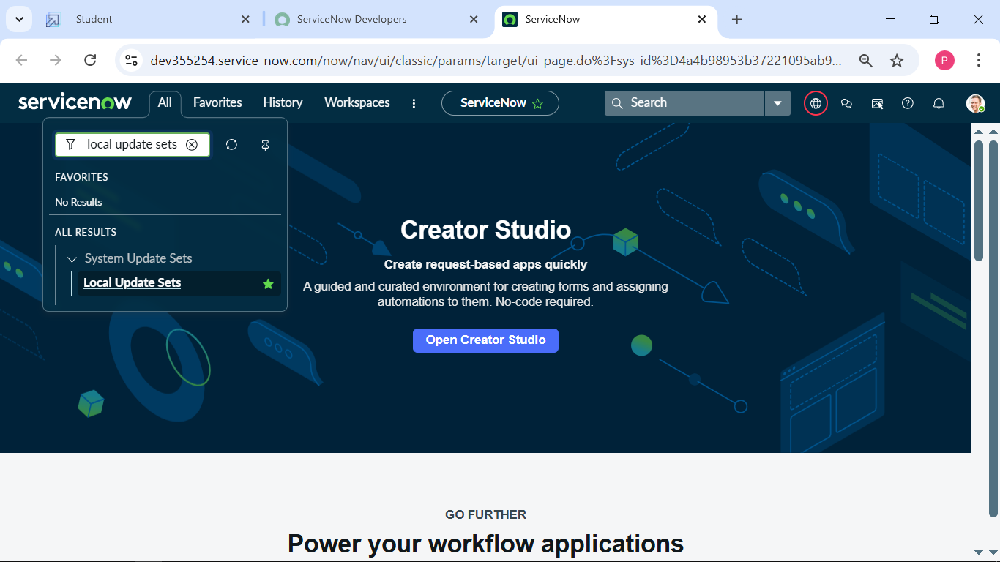 - Student
ServiceNow Developers
ServiceNow
dev355254.service-now.com/now/nav/ui/classic/params/target/ui_page.do%3Fsys_id%3D4a4b98953b37221095ab9...
P
servicenow
All
Favorites
History
Workspaces
ServiceNow
Search
local update sets
FAVORITES
No Results
ALL RESULTS
System Update Sets
Local Update Sets
Creator Studio
Create request-based apps quickly
A guided and curated environment for creating forms and assigning
automations to them. No-code required.
Open Creator Studio
GO FURTHER
Power your workflow applications